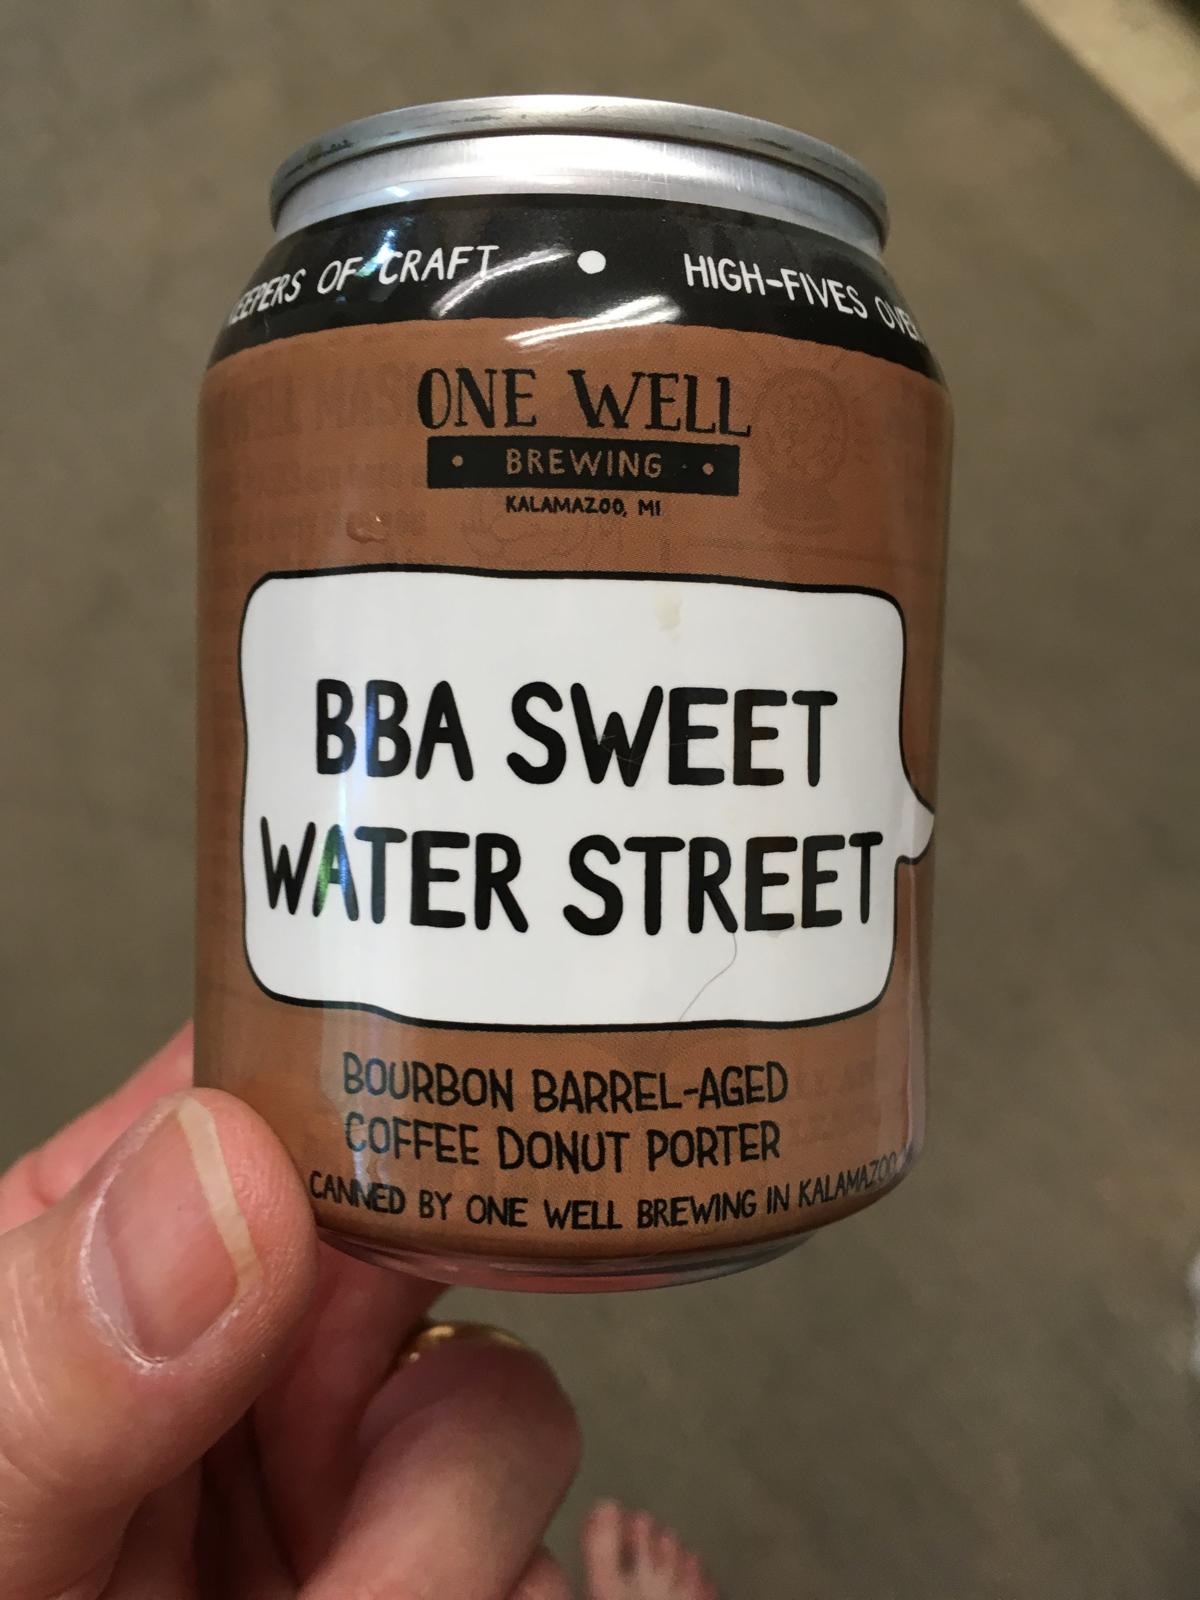 OF CRAFT • HIGH-FIVES
ONE WELL
• BREWING •
KALAMAZOO, MI
BBA SWEET
WATER STREET
BOURBON BARREL-AGED
COFFEE DONUT PORTER
CANNED BY ONE WELL BREWING IN KALAMAZOO